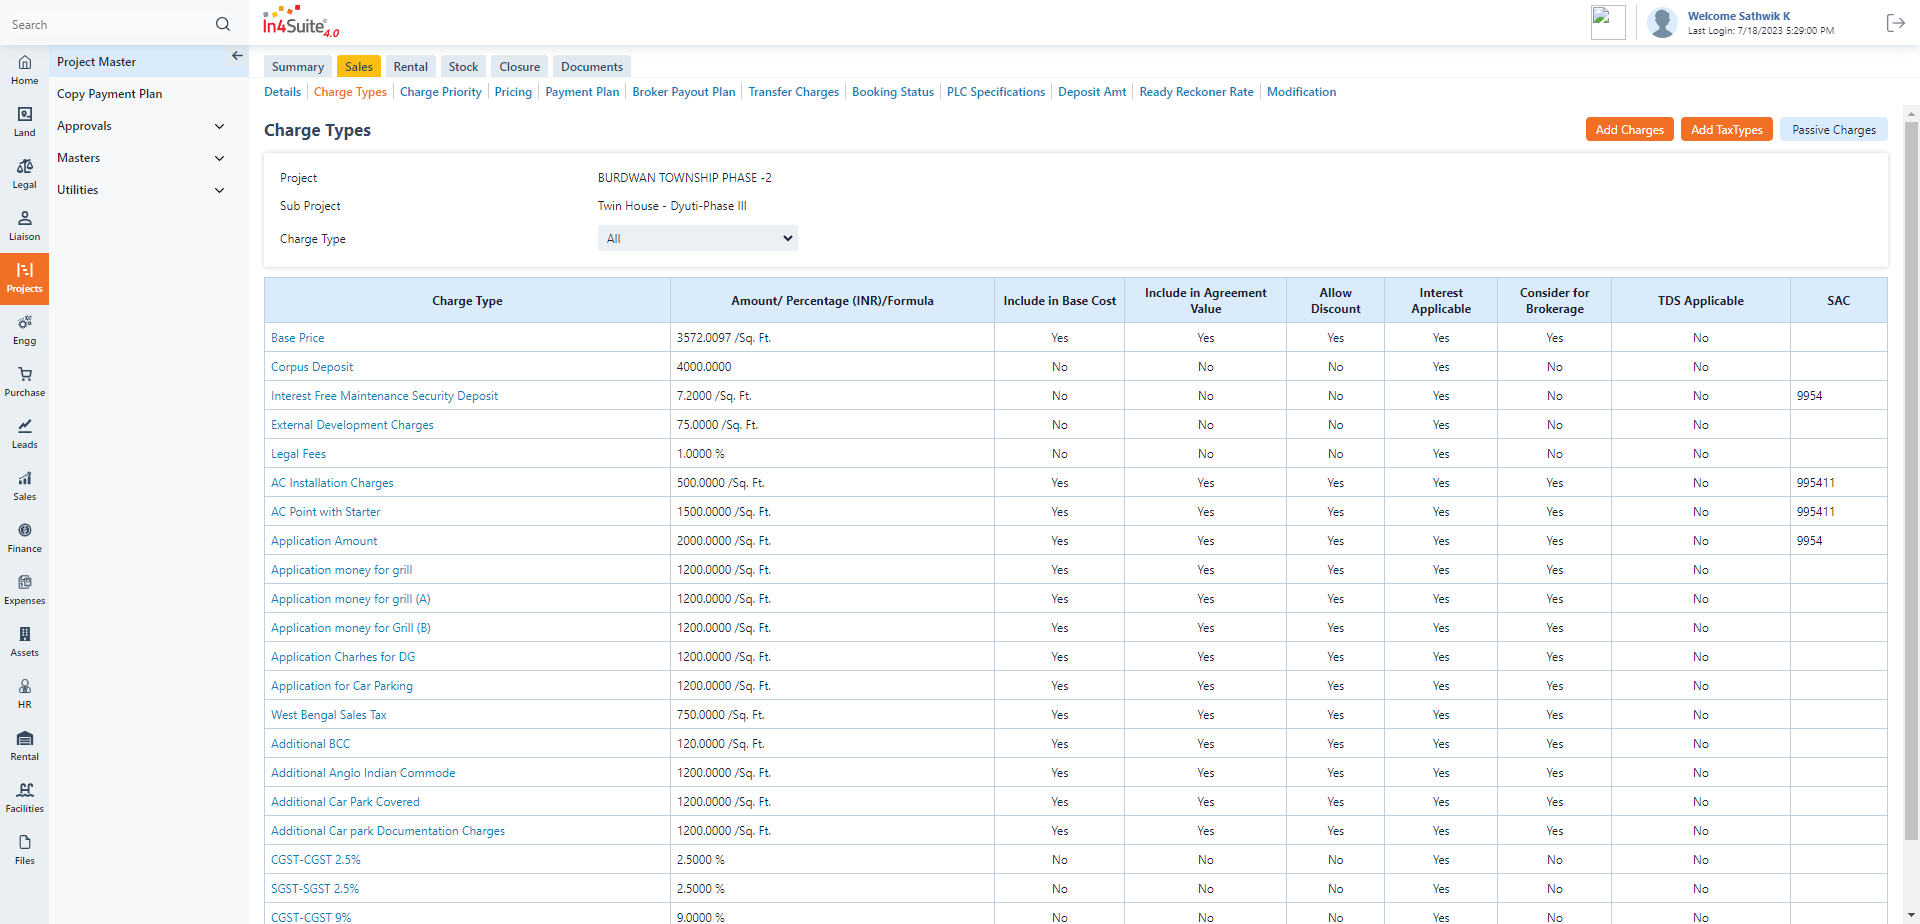 Search
In4Suite 4.0
Welcome Sathwik K
Last Login: 7/18/2023 5:29:00 PM
Home
Land
Legal
Liaison
Projects
Engg
Purchase
Leads
Sales
Finance
Expenses
Assets
HR
Rental
Facilities
Files
Project Master
Copy Payment Plan
Approvals
Masters
Utilities
Summary Sales Rental Stock Closure Documents
Details Charge Types Charge Priority Pricing Payment Plan Broker Payout Plan Transfer Charges Booking Status PLC Specifications Deposit Amt Ready Reckoner Rate Modification
Charge Types
Add Charges Add TaxTypes Passive Charges
Project BURDWAN TOWNSHIP PHASE -2
Sub Project Twin House - Dyuti-Phase III
Charge Type All
Charge Type Amount/ Percentage (INR)/Formula Include in Base Cost Include in Agreement Value Allow Discount Interest Applicable Consider for Brokerage TDS Applicable SAC
Base Price 3572.0097 /Sq. Ft. Yes Yes Yes Yes Yes No
Corpus Deposit 4000.0000 No No No Yes No No
Interest Free Maintenance Security Deposit 7.2000 /Sq. Ft. No No No Yes No No 9954
External Development Charges 75.0000 /Sq. Ft. No No No Yes No No
Legal Fees 1.0000 % No No No Yes No No
AC Installation Charges 500.0000 /Sq. Ft. Yes Yes Yes Yes Yes No 995411
AC Point with Starter 1500.0000 /Sq. Ft. Yes Yes Yes Yes Yes No 995411
Application Amount 2000.0000 /Sq. Ft. Yes Yes Yes Yes Yes No 9954
Application money for grill 1200.0000 /Sq. Ft. Yes Yes Yes Yes Yes No
Application money for grill (A) 1200.0000 /Sq. Ft. Yes Yes Yes Yes Yes No
Application money for Grill (B) 1200.0000 /Sq. Ft. Yes Yes Yes Yes Yes No
Application Charhes for DG 1200.0000 /Sq. Ft. Yes Yes Yes Yes Yes No
Application for Car Parking 1200.0000 /Sq. Ft. Yes Yes Yes Yes Yes No
West Bengal Sales Tax 750.0000 /Sq. Ft. Yes Yes Yes Yes Yes No
Additional BCC 120.0000 /Sq. Ft. Yes Yes Yes Yes Yes No
Additional Anglo Indian Commode 1200.0000 /Sq. Ft. Yes Yes Yes Yes Yes No
Additional Car Park Covered 1200.0000 /Sq. Ft. Yes Yes Yes Yes Yes No
Additional Car park Documentation Charges 1200.0000 /Sq. Ft. Yes Yes Yes Yes Yes No
CGST-CGST 2.5% 2.5000 % No No No Yes No No
SGST-SGST 2.5% 2.5000 % No No No Yes No No
CGST-CGST 9% 9.0000 % No No No Yes No No